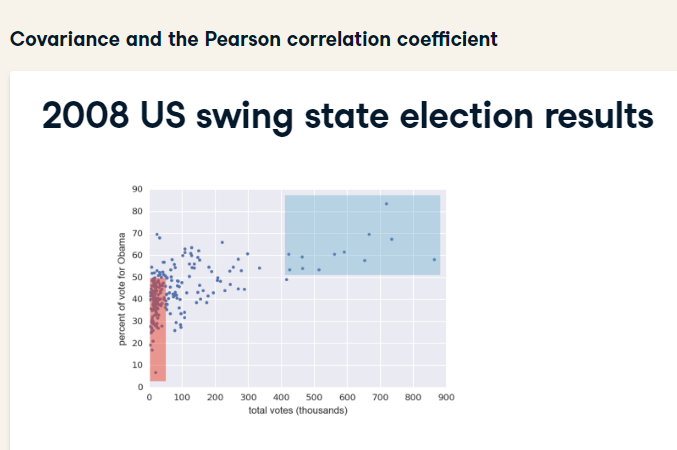 Covariance and the Pearson correlation coefficient
2008 US swing state election results
90
80
70
60
50
40
30
20
10
0
percent of vote for Obama
0 100 200 300 400 500 600 700 800 900
total votes (thousands)